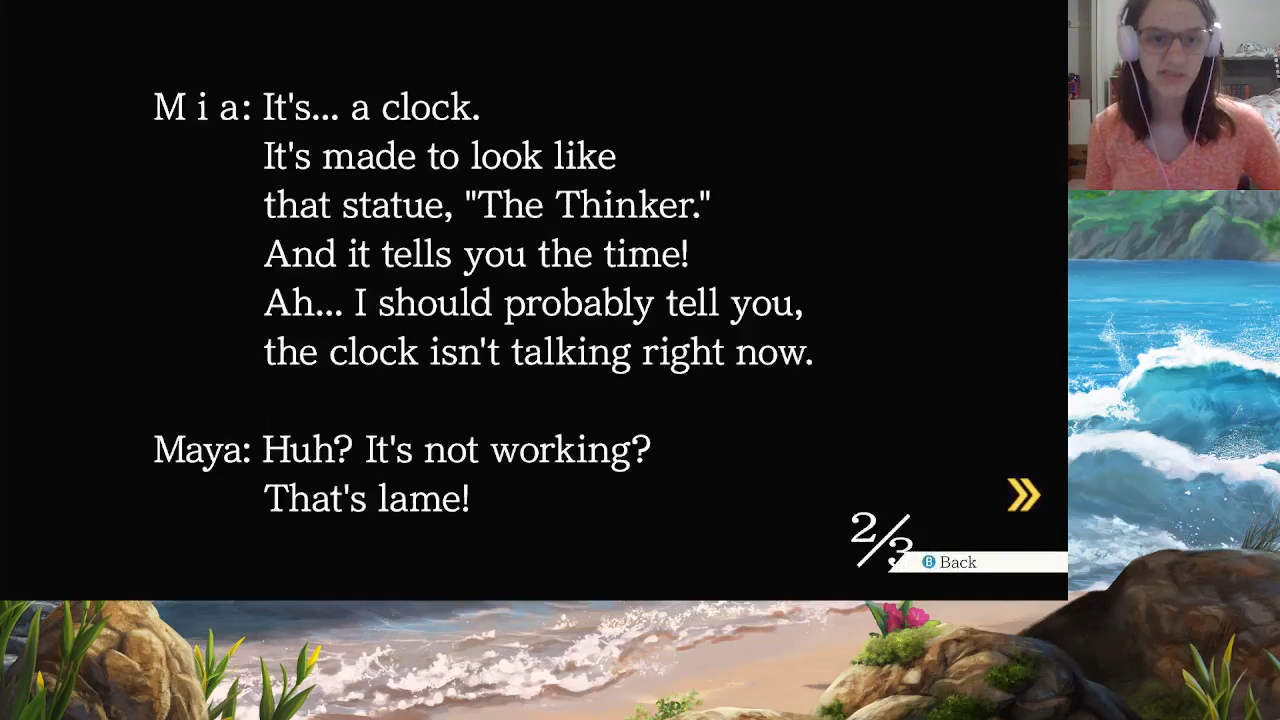 M i a: It's... a clock.
It's made to look like
that statue, "The Thinker."
And it tells you the time!
Ah... I should probably tell you,
the clock isn't talking right now.
Maya: Huh? It's not working?
That's lame!
2/3
B Back